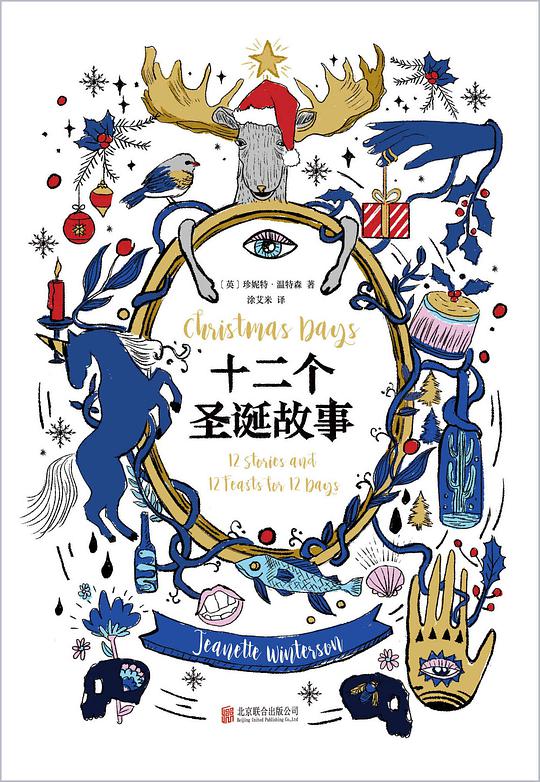 ［英］珍妮特·温特森 著
涂艾米 译
Christmas Days
十二个
圣诞故事
12 Stories and
12 Feasts for 12 Days
Jeanette Winterson
北京联合出版公司
Beijing United Publishing Co.,Ltd.